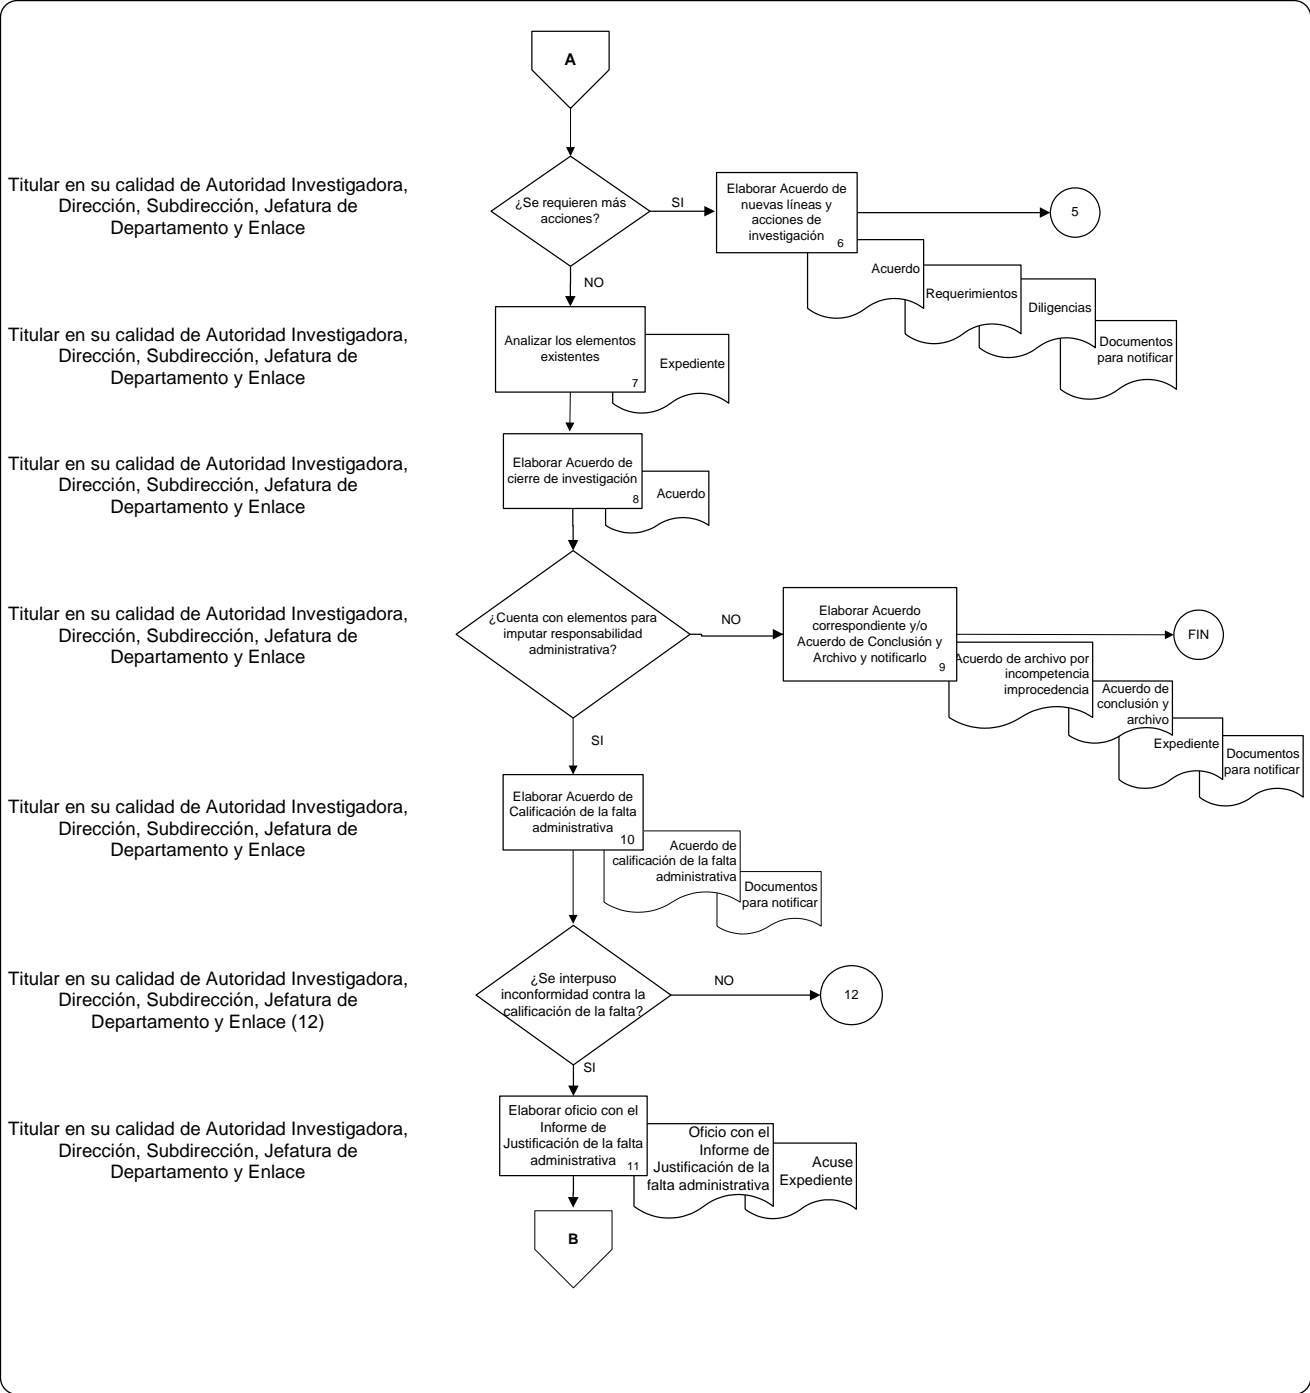 A
Titular en su calidad de Autoridad Investigadora,
Dirección, Subdirección, Jefatura de
Departamento y Enlace
¿Se requieren más
acciones?
SI
Elaborar Acuerdo de
nuevas líneas y
acciones de
investigación
6
5
Acuerdo
Requerimientos
Diligencias
Documentos
para notificar
NO
Titular en su calidad de Autoridad Investigadora,
Dirección, Subdirección, Jefatura de
Departamento y Enlace
Analizar los elementos
existentes
7
Expediente
Titular en su calidad de Autoridad Investigadora,
Dirección, Subdirección, Jefatura de
Departamento y Enlace
Elaborar Acuerdo de
cierre de investigación
8
Acuerdo
Titular en su calidad de Autoridad Investigadora,
Dirección, Subdirección, Jefatura de
Departamento y Enlace
¿Cuenta con elementos para
imputar responsabilidad
administrativa?
NO
Elaborar Acuerdo
correspondiente y/o
Acuerdo de Conclusión y
Archivo y notificarlo
9
FIN
Acuerdo de archivo por
incompetencia
improcedencia
Acuerdo de
conclusión y
archivo
Expediente
Documentos
para notificar
SI
Titular en su calidad de Autoridad Investigadora,
Dirección, Subdirección, Jefatura de
Departamento y Enlace
Elaborar Acuerdo de
Calificación de la falta
administrativa
10
Acuerdo de
calificación de la falta
administrativa
Documentos
para notificar
Titular en su calidad de Autoridad Investigadora,
Dirección, Subdirección, Jefatura de
Departamento y Enlace (12)
¿Se interpuso
inconformidad contra la
calificación de la falta?
NO
12
SI
Titular en su calidad de Autoridad Investigadora,
Dirección, Subdirección, Jefatura de
Departamento y Enlace
Elaborar oficio con el
Informe de
Justificación de la falta
administrativa
11
Oficio con el
Informe de
Justificación de la
falta administrativa
Acuse
Expediente
B